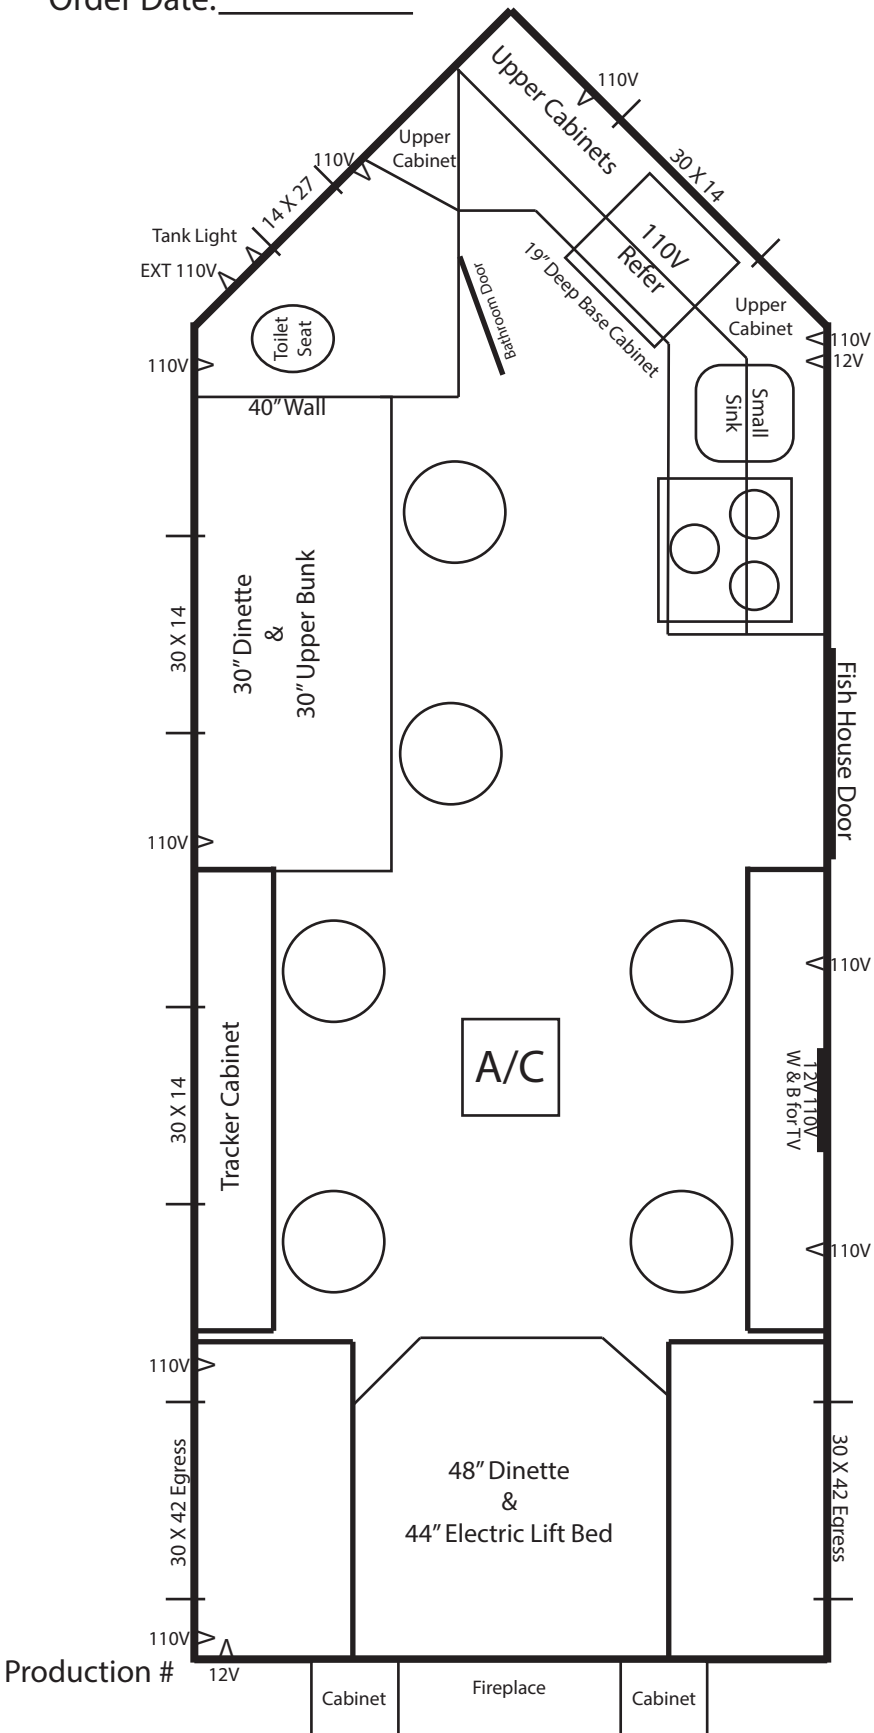 Order Date:
Upper Cabinets
110V
30 X 14
Upper
Cabinet
110V
14 X 27
Tank Light
EXT 110V
110V
Refer
19" Deep Base Cabinet
Bathroom Door
Upper
Cabinet
110V
12V
Toilet
Seat
110V
40" Wall
Small
Sink
30 X 14
30" Dinette
&
30" Upper Bunk
Fish House Door
110V
110V
30 X 14
Tracker Cabinet
A/C
12V 110V
W & B for TV
110V
110V
30 X 42 Egress
48" Dinette
&
44" Electric Lift Bed
30 X 42 Egress
110V
12V
Production #
Cabinet
Fireplace
Cabinet